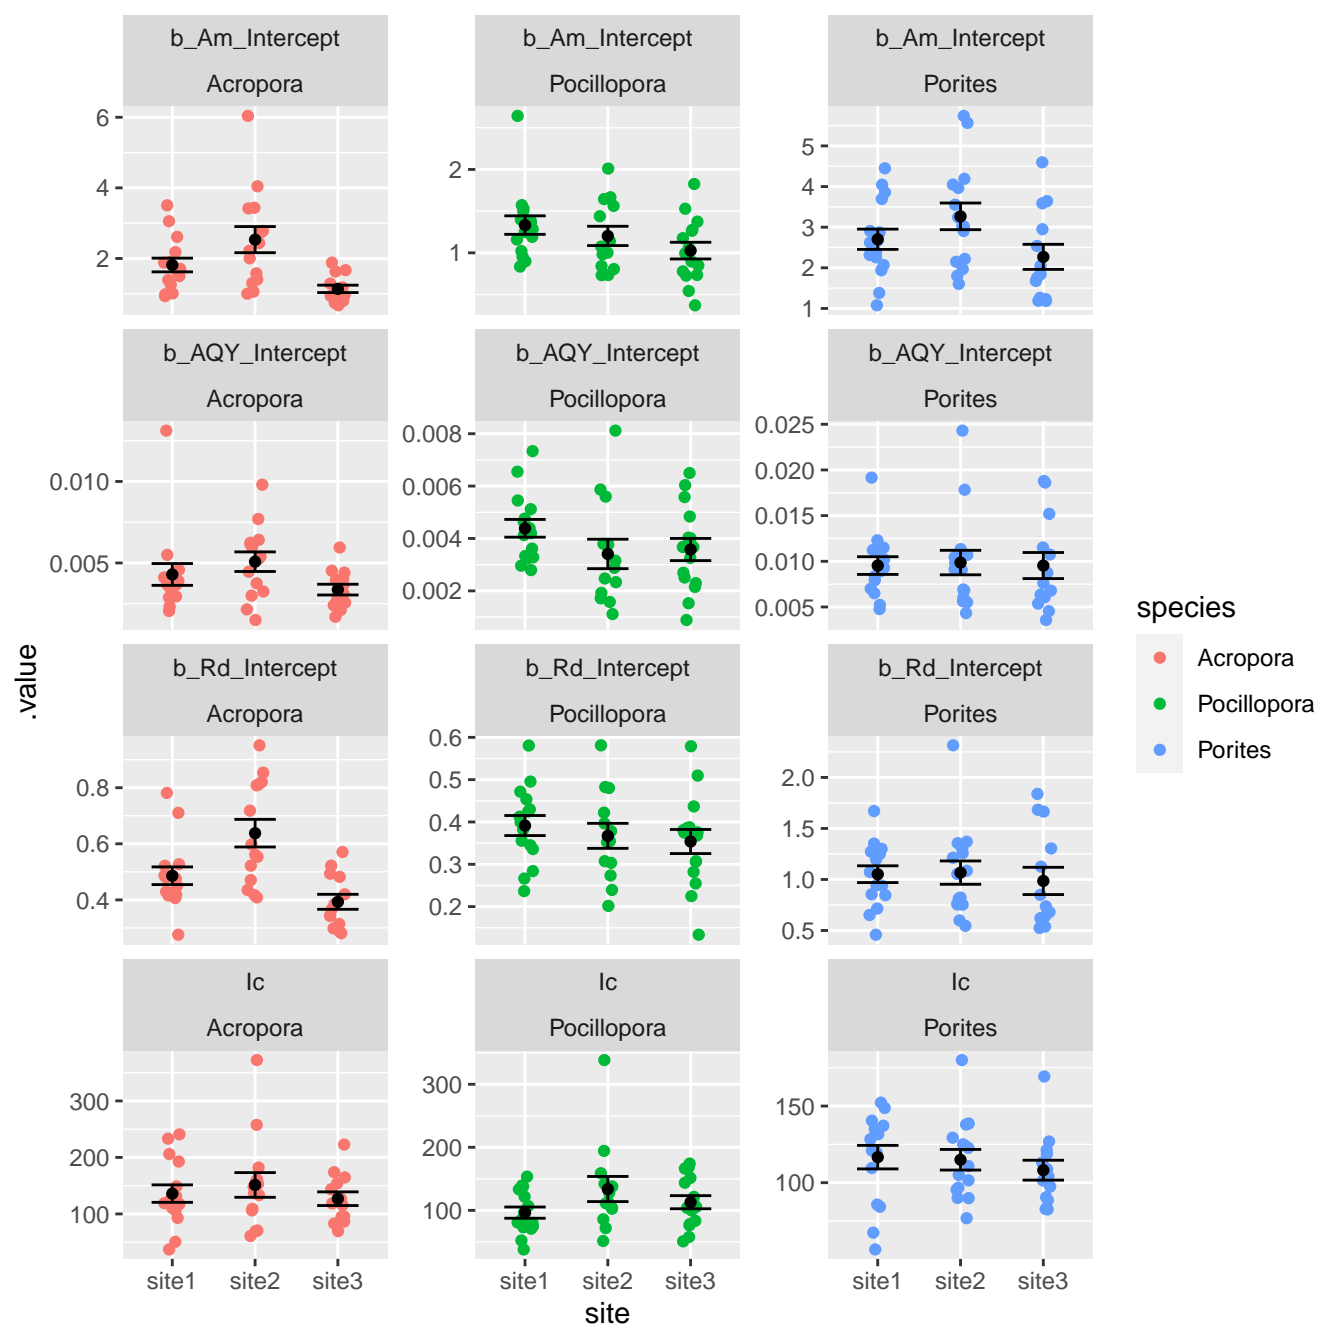 b_Am_Intercept b_Am_Intercept b_Am_Intercept
Acropora Pocillopora Porites
6
4
2
2
1
5
4
3
2
1
b_AQY_Intercept b_AQY_Intercept b_AQY_Intercept
Acropora Pocillopora Porites
0.010
0.005
0.008
0.006
0.004
0.002
0.025
0.020
0.015
0.010
0.005
b_Rd_Intercept b_Rd_Intercept b_Rd_Intercept
Acropora Pocillopora Porites
0.8
0.6
0.4
0.6
0.5
0.4
0.3
0.2
2.0
1.5
1.0
0.5
Ic Ic Ic
Acropora Pocillopora Porites
300
200
100
300
200
100
150
100
site1 site2 site3 site1 site2 site3 site1 site2 site3
site
.value
species
Acropora
Pocillopora
Porites